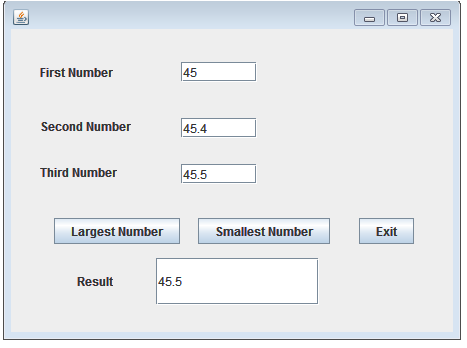 First Number 45
Second Number 45.4
Third Number 45.5
Largest Number Smallest Number Exit
Result 45.5